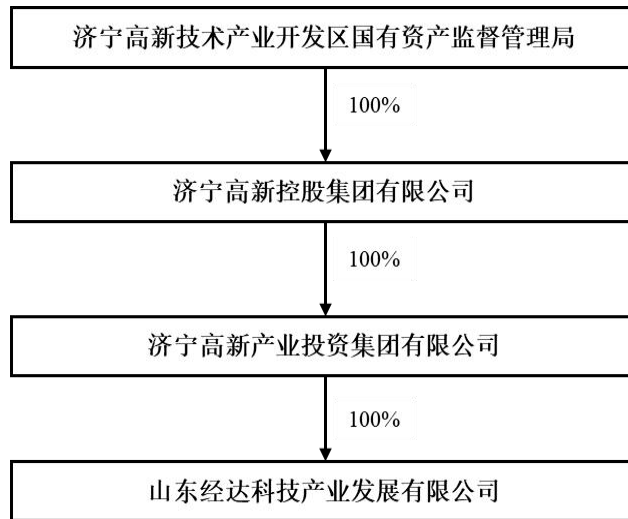 济宁高新技术产业开发区国有资产监督管理局
100%
济宁高新控股集团有限公司
100%
济宁高新产业投资集团有限公司
100%
山东经达科技产业发展有限公司